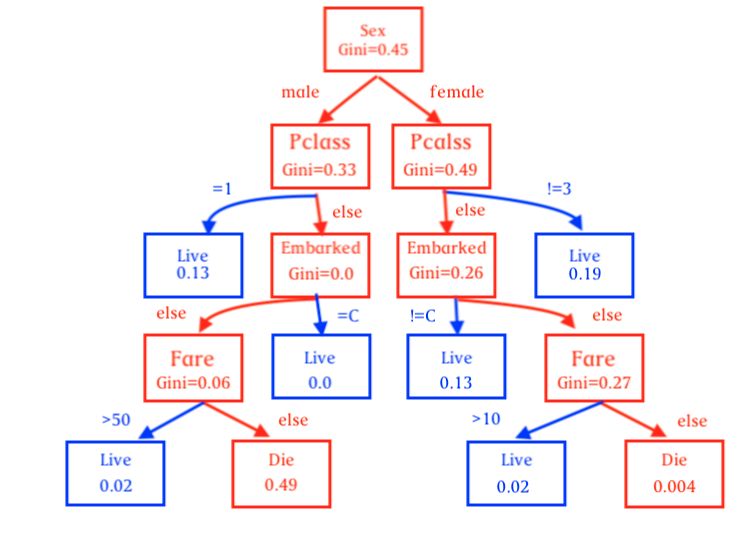 Sex
Gini=0.45
male
female
Pclass
Gini=0.33
Pcalss
Gini=0.49
=1
else
else
!=3
Live
0.13
Embarked
Gini=0.0
Embarked
Gini=0.26
Live
0.19
else
=C
!=C
else
Fare
Gini=0.06
Live
0.0
Live
0.13
Fare
Gini=0.27
>50
else
>10
else
Live
0.02
Die
0.49
Live
0.02
Die
0.004